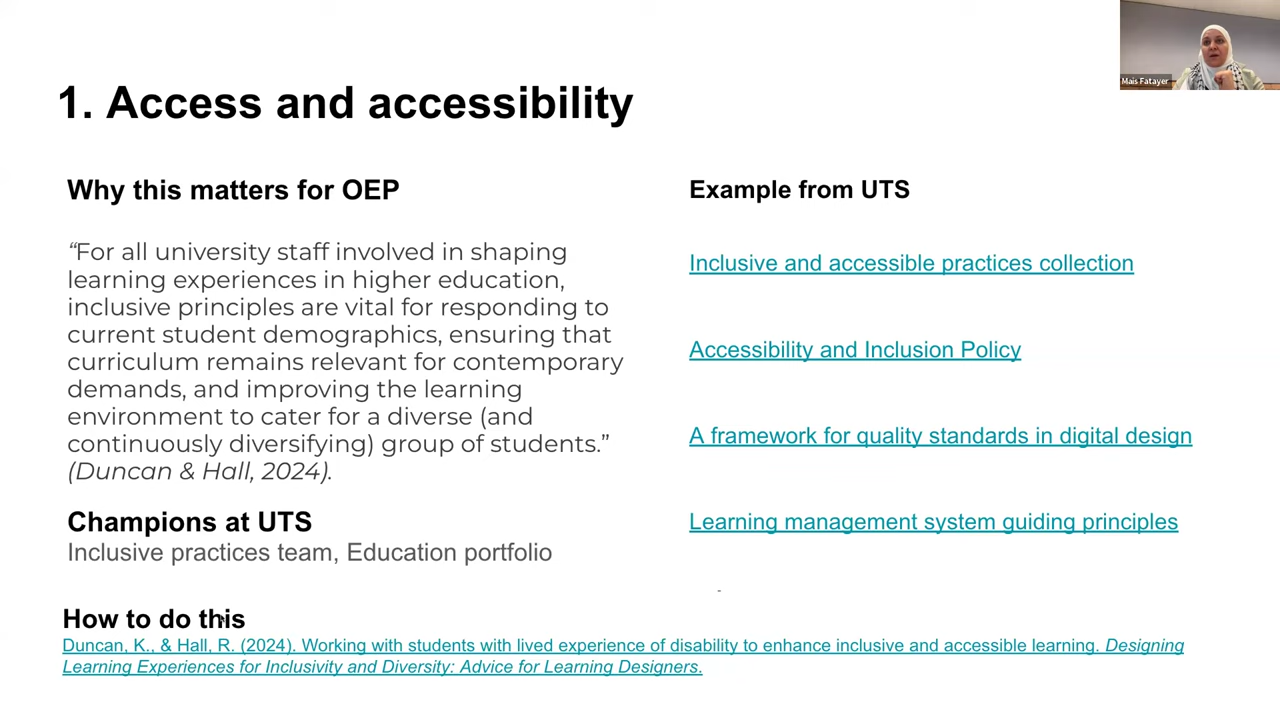 Mais Fatayer
1. Access and accessibility
Why this matters for OEP
“For all university staff involved in shaping
learning experiences in higher education,
inclusive principles are vital for responding to
current student demographics, ensuring that
curriculum remains relevant for contemporary
demands, and improving the learning
environment to cater for a diverse (and
continuously diversifying) group of students.”
(Duncan & Hall, 2024).
Champions at UTS
Inclusive practices team, Education portfolio
Example from UTS
Inclusive and accessible practices collection
Accessibility and Inclusion Policy
A framework for quality standards in digital design
Learning management system guiding principles
-
How to do this
Duncan, K., & Hall, R. (2024). Working with students with lived experience of disability to enhance inclusive and accessible learning. Designing
Learning Experiences for Inclusivity and Diversity: Advice for Learning Designers.